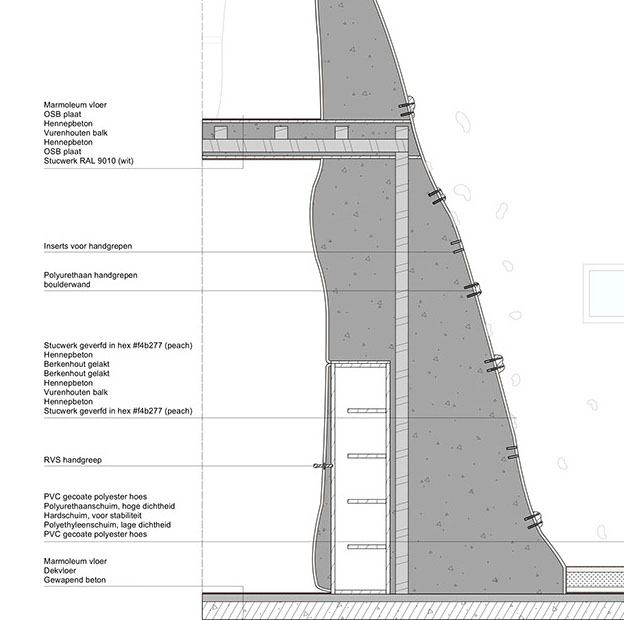 Marmoleum vloer
OSB plaat
Hennepbeton
Vurenhouten balk
Hennepbeton
OSB plaat
Stucwerk RAL 9010 (wit)
Inserts voor handgrepen
Polyurethaan handgrepen
boulderwand
Stucwerk geverfd in hex #f4b277 (peach)
Hennepbeton
Berkenhout gelakt
Berkenhout gelakt
Hennepbeton
Vurenhouten balk
Hennepbeton
Stucwerk geverfd in hex #f4b277 (peach)
RVS handgreep
PVC gecoate polyester hoes
Polyurethaanschuim, hoge dichtheid
Hardschuim, voor stabiliteit
Polyethyleenschuim, lage dichtheid
PVC gecoate polyester hoes
Marmoleum vloer
Dekvloer
Gewapend beton